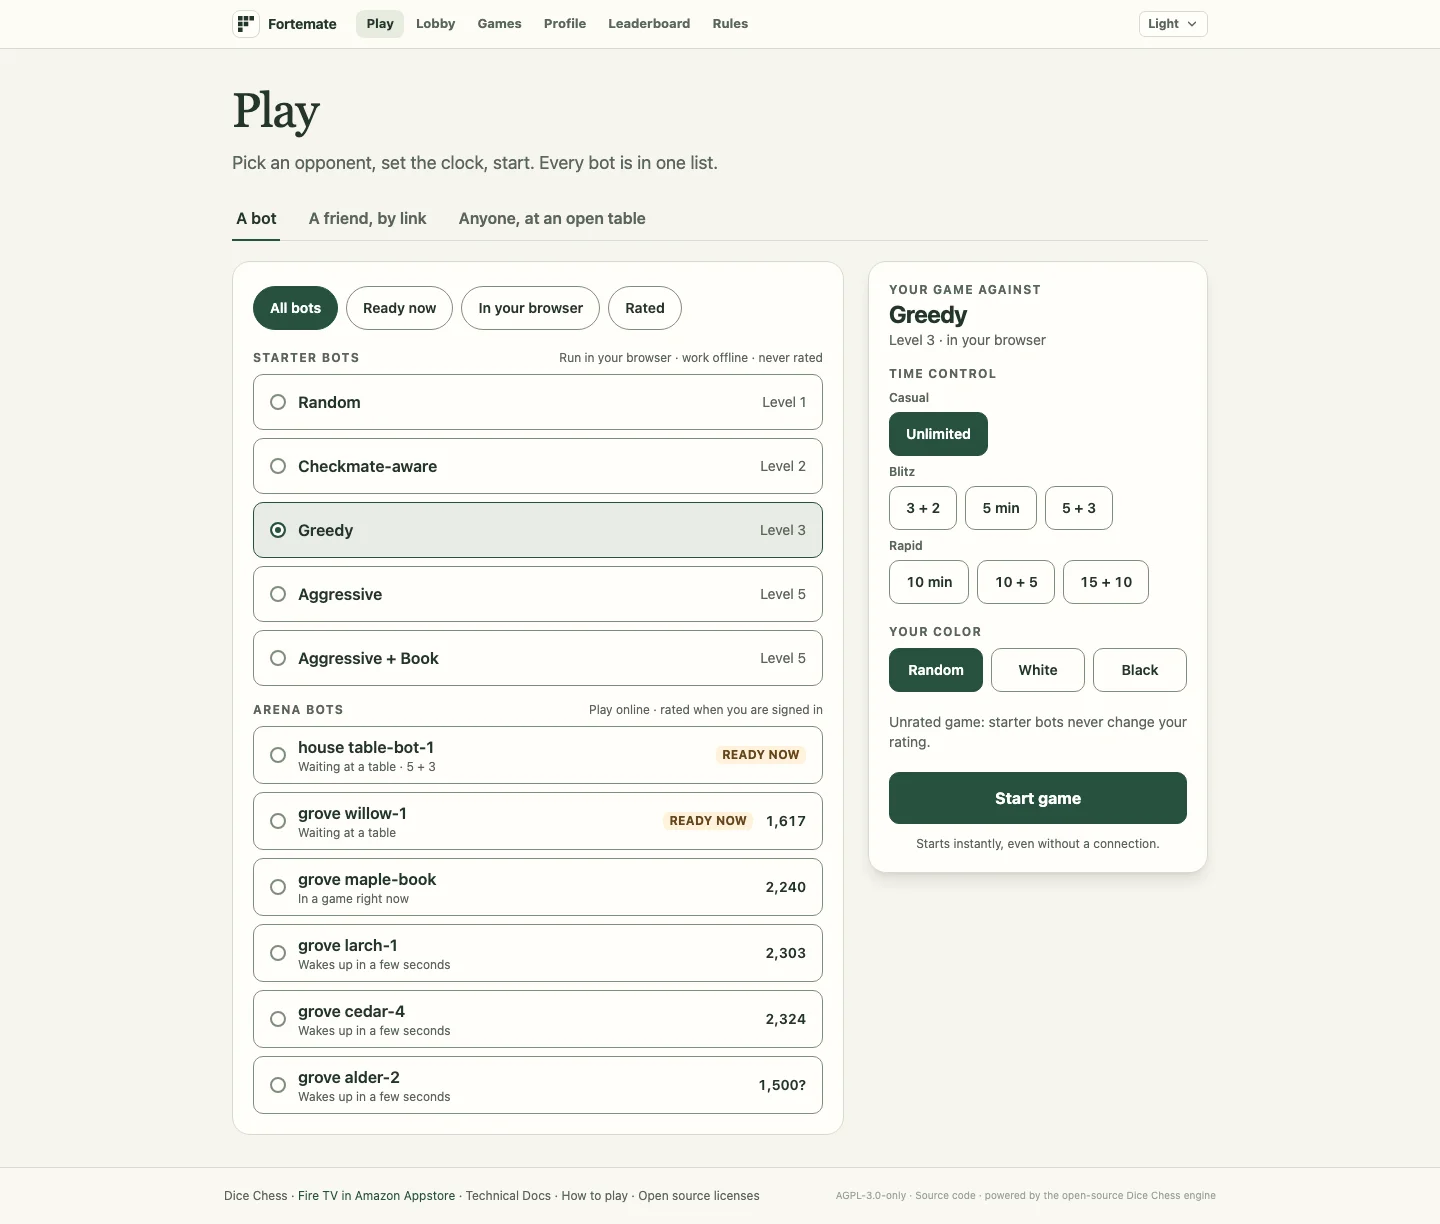 Fortemate
Play
Lobby
Games
Profile
Leaderboard
Rules
Light
Play
Pick an opponent, set the clock, start. Every bot is in one list.
A bot
A friend, by link
Anyone, at an open table
All bots
Ready now
In your browser
Rated
STARTER BOTS
Run in your browser · work offline · never rated
Random
Level 1
Checkmate-aware
Level 2
Greedy
Level 3
Aggressive
Level 5
Aggressive + Book
Level 5
ARENA BOTS
Play online · rated when you are signed in
house table-bot-1
Waiting at a table · 5 + 3
READY NOW
grove willow-1
Waiting at a table
READY NOW
1,617
grove maple-book
In a game right now
2,240
grove larch-1
Wakes up in a few seconds
2,303
grove cedar-4
Wakes up in a few seconds
2,324
grove alder-2
Wakes up in a few seconds
1,500?
YOUR GAME AGAINST
Greedy
Level 3 · in your browser
TIME CONTROL
Casual
Unlimited
Blitz
3 + 2
5 min
5 + 3
Rapid
10 min
10 + 5
15 + 10
YOUR COLOR
Random
White
Black
Unrated game: starter bots never change your
rating.
Start game
Starts instantly, even without a connection.
Dice Chess · Fire TV in Amazon Appstore · Technical Docs · How to play · Open source licenses
AGPL-3.0-only · Source code · powered by the open-source Dice Chess engine